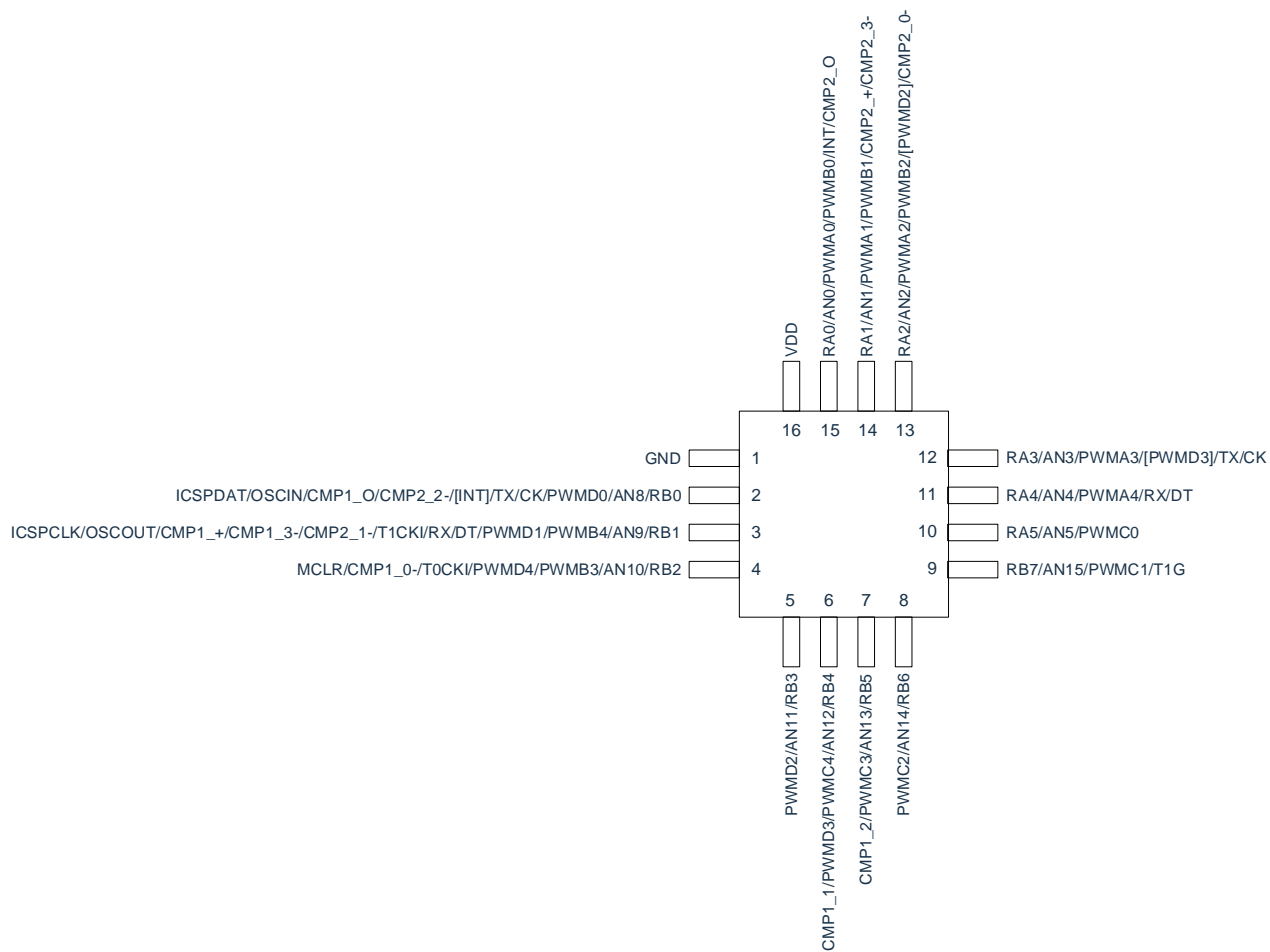 RA0/AN0/PWMA0/PWMB0/INT/CMP2_O
RA1/AN1/PWMA1/PWMB1/CMP2_+/CMP2_3-
RA2/AN2/PWMA2/PWMB2/[PWMD2]/CMP2_0-
VDD
16
15
14
13
GND
1
12
RA3/AN3/PWMA3/[PWMD3]/TX/CK
ICSPDAT/OSCIN/CMP1_O/CMP2_2-/[INT]/TX/CK/PWMD0/AN8/RB0
2
11
RA4/AN4/PWMA4/RX/DT
ICSPCLK/OSCOUT/CMP1_+/CMP1_3-/CMP2_1-/T1CKI/RX/DT/PWMD1/PWMB4/AN9/RB1
3
10
RA5/AN5/PWMC0
MCLR/CMP1_0-/T0CKI/PWMD4/PWMB3/AN10/RB2
4
9
RB7/AN15/PWMC1/T1G
5
6
7
8
PWMD2/AN11/RB3
CMP1_1/PWMD3/PWMC4/AN12/RB4
CMP1_2/PWMC3/AN13/RB5
PWMC2/AN14/RB6